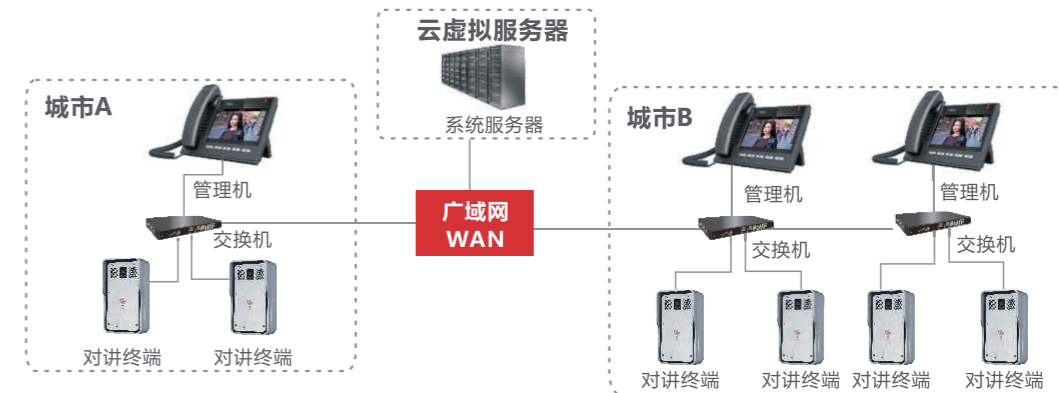 云虚拟服务器
系统服务器
城市A
管理机
交换机
对讲终端
对讲终端
广域网
WAN
城市B
管理机
管理机
交换机
交换机
对讲终端
对讲终端
对讲终端
对讲终端